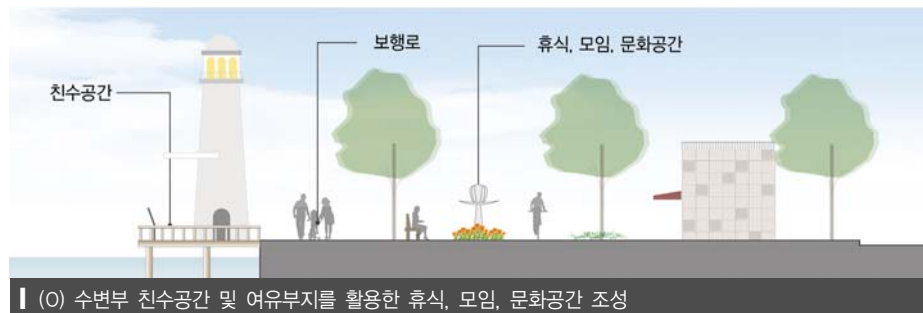 보행로
휴식, 모임, 문화공간
친수공간
(O) 수변부 친수공간 및 여유부지를 활용한 휴식, 모임, 문화공간 조성